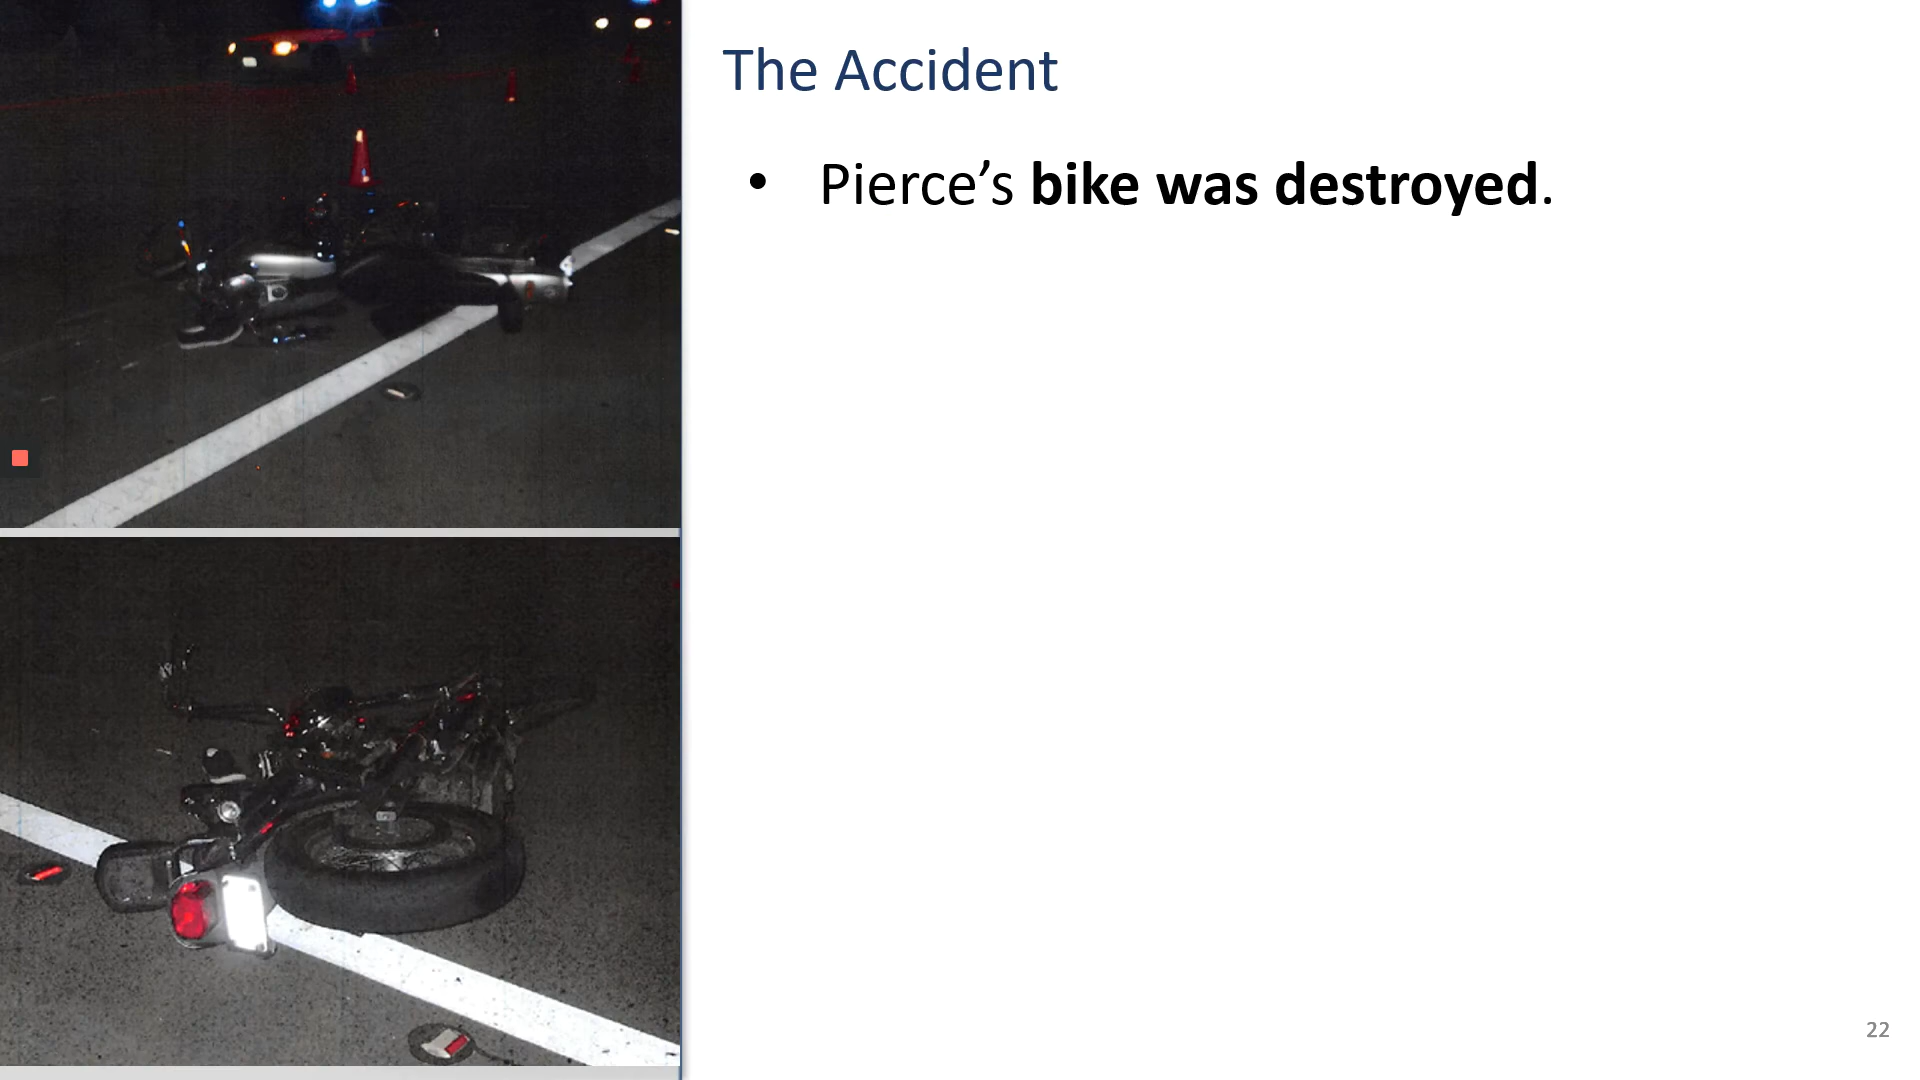 The Accident
• Pierce’s bike was destroyed.
22